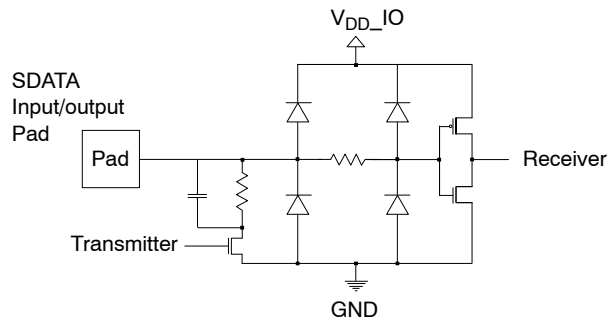 V_DD_IO
SDATA
Input/output
Pad
Pad
Receiver
Transmitter
GND